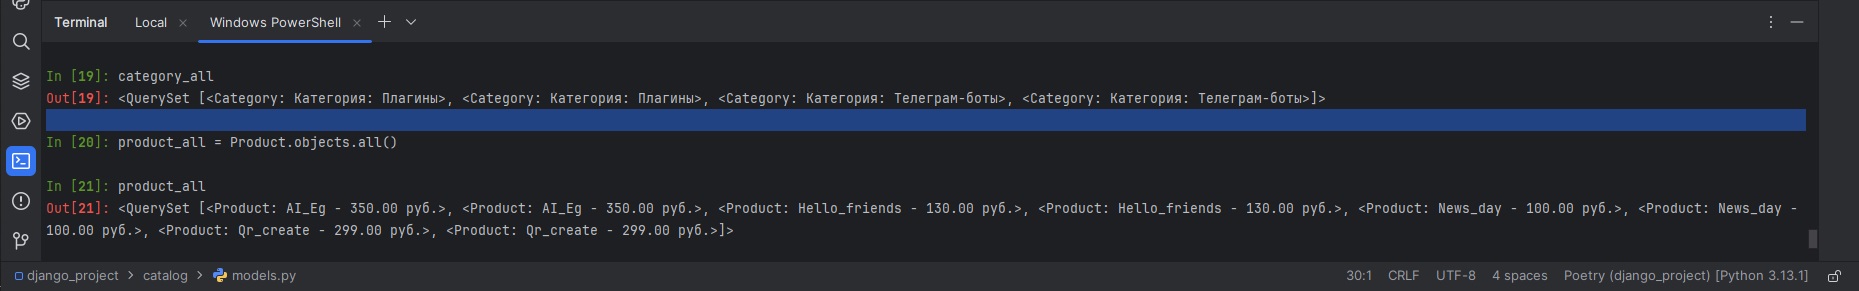 Terminal
Local
Windows PowerShell
In [19]: category_all
Out[19]: <QuerySet [<Category: Категория: Плагины>, <Category: Категория: Плагины>, <Category: Категория: Телеграм-боты>, <Category: Категория: Телеграм-боты>]>
In [20]: product_all = Product.objects.all()
In [21]: product_all
Out[21]: <QuerySet [<Product: AI_Eg - 350.00 руб.>, <Product: AI_Eg - 350.00 руб.>, <Product: Hello_friends - 130.00 руб.>, <Product: Hello_friends - 130.00 руб.>, <Product: News_day - 100.00 руб.>, <Product: News_day -
100.00 руб.>, <Product: Qr_create - 299.00 руб.>, <Product: Qr_create - 299.00 руб.>]>
django_project > catalog > models.py
30:1 CRLF UTF-8 4 spaces Poetry (django_project) [Python 3.13.1]